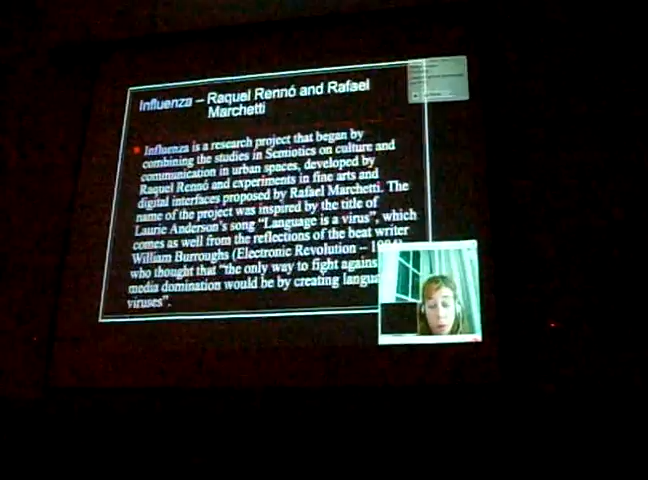 Influenza – Raquel Rennó and Rafael
Marchetti
Influenza is a research project that began by
combining the studies in Semiotics on culture and
communication in urban spaces, developed by
Raquel Rennó and experiments in fine arts and
digital interfaces proposed by Rafael Marchetti. The
name of the project was inspired by the title of
Laurie Anderson's song "Language is a virus", which
comes as well from the reflections of the beat writer
William Burroughs (Electronic Revolution –
who thought that "the only way to fight
media domination would be by creating
viruses".